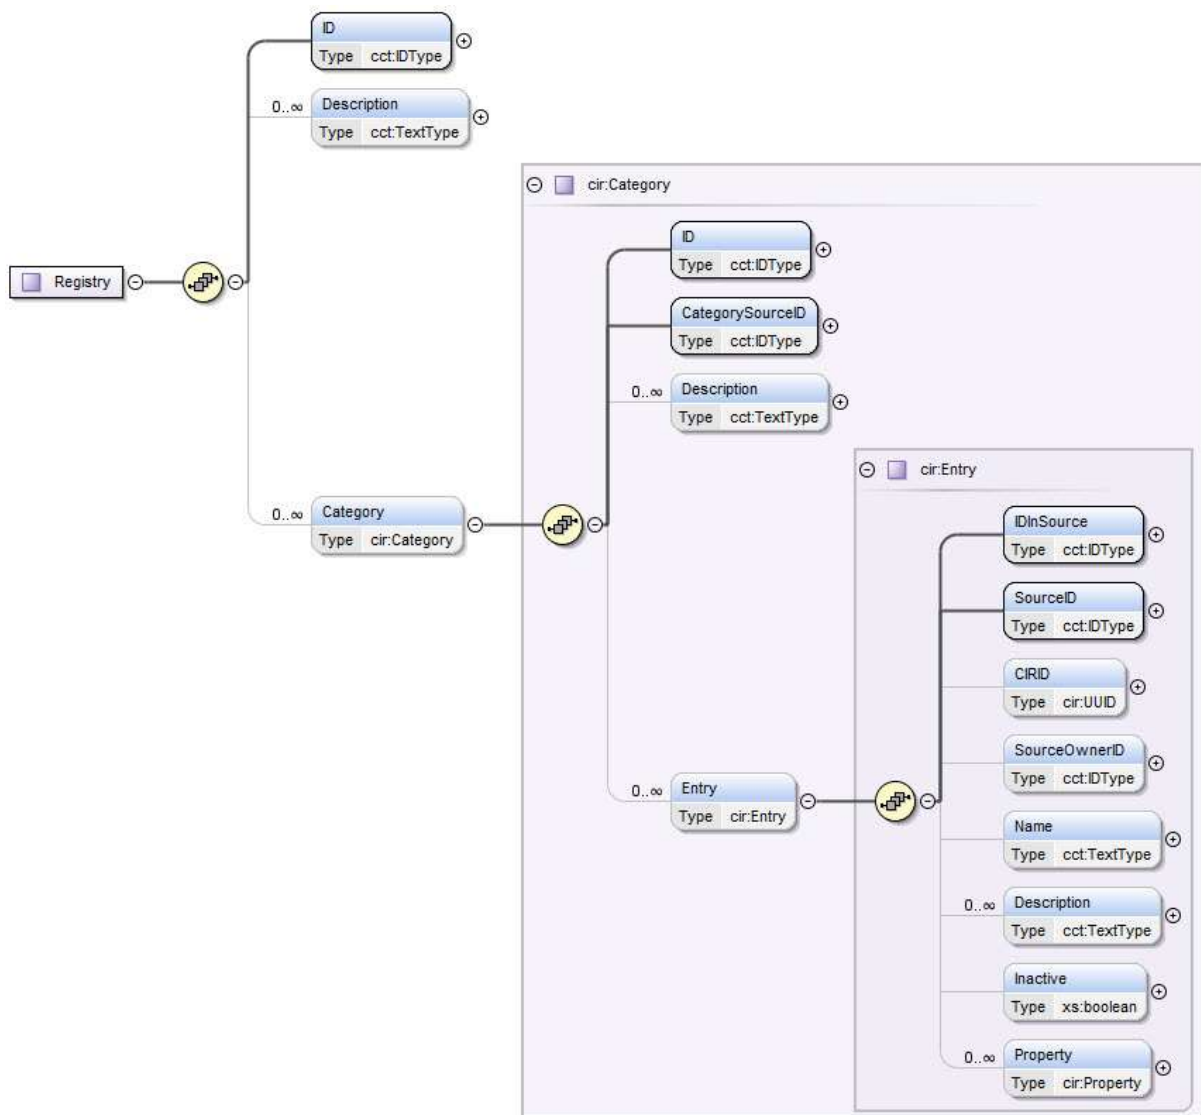 ID
Type cct:IDType
0..∞ Description
Type cct:TextType
cir:Category
ID
Type cct:IDType
Registry
CategorySourceID
Type cct:IDType
0..∞ Description
Type cct:TextType
cir:Entry
0..∞ Category
Type cir:Category
IDInSource
Type cct:IDType
SourceID
Type cct:IDType
CIRID
Type cir:UUID
SourceOwnerID
Type cct:IDType
0..∞ Entry
Type cir:Entry
Name
Type cct:TextType
0..∞ Description
Type cct:TextType
Inactive
Type xs:boolean
0..∞ Property
Type cir:Property